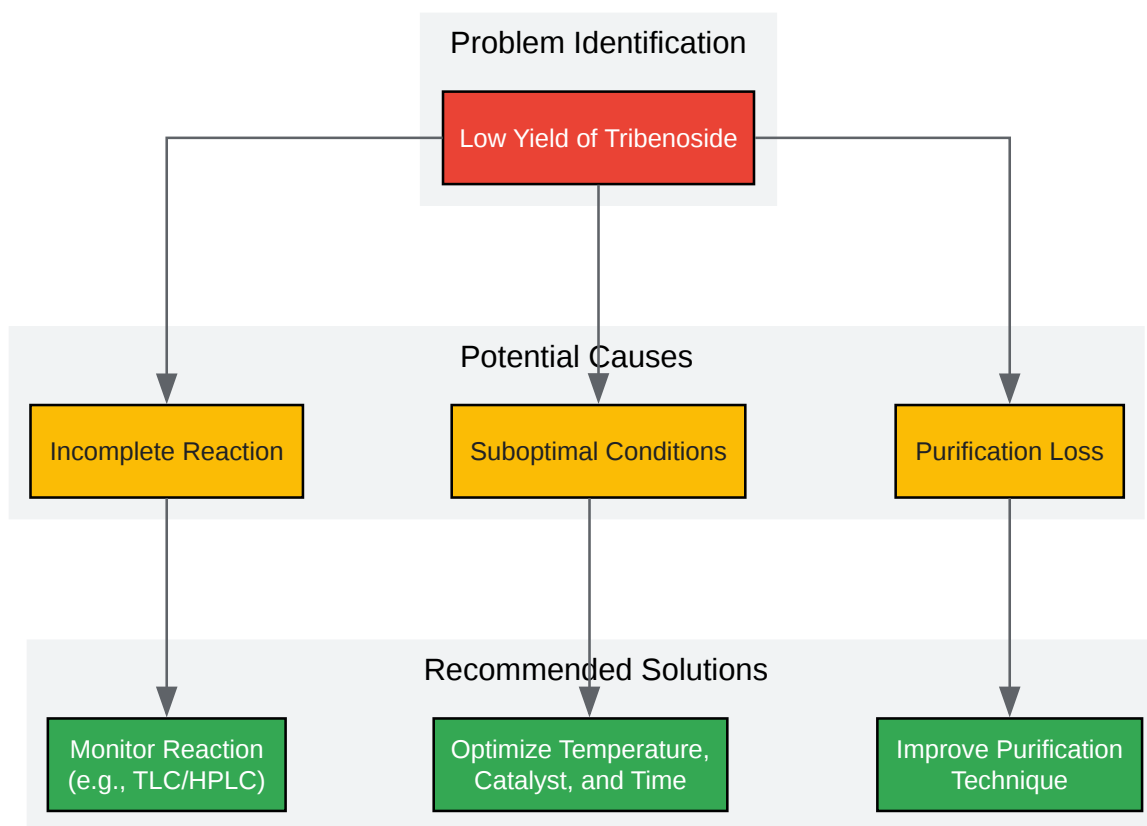 Problem Identification
Low Yield of Tribenoside
Potential Causes
Incomplete Reaction
Suboptimal Conditions
Purification Loss
Recommended Solutions
Monitor Reaction
(e.g., TLC/HPLC)
Optimize Temperature,
Catalyst, and Time
Improve Purification
Technique